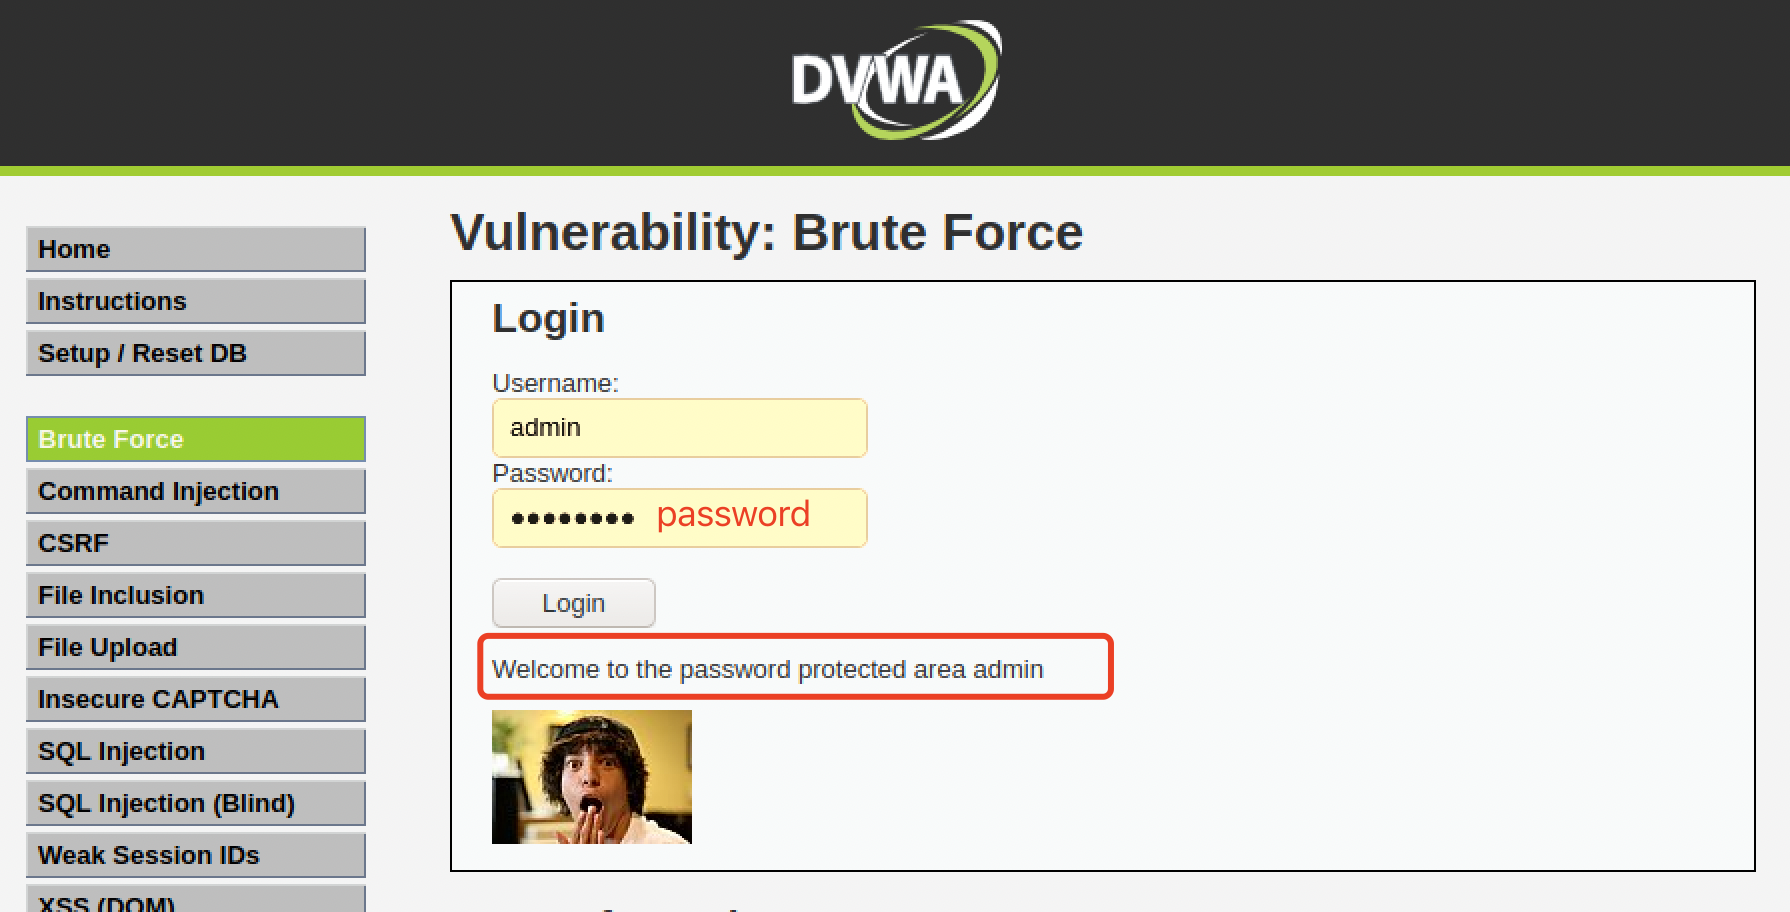 DVWA
Home
Instructions
Setup / Reset DB
Brute Force
Command Injection
CSRF
File Inclusion
File Upload
Insecure CAPTCHA
SQL Injection
SQL Injection (Blind)
Weak Session IDs
XSS (DOM)
Vulnerability: Brute Force
Login
Username:
admin
Password:
•••••••• password
Login
Welcome to the password protected area admin